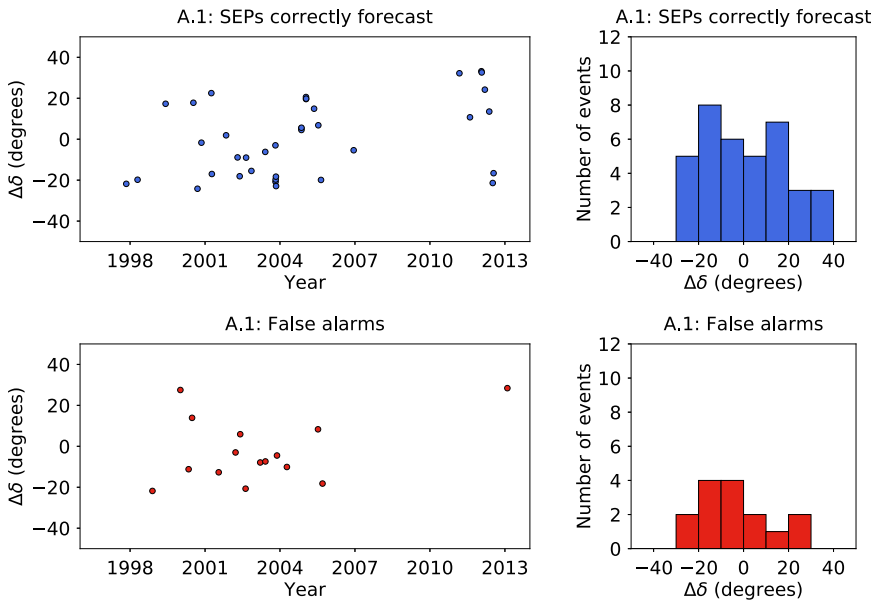 A.1: SEPs correctly forecast
Δδ (degrees)
40
20
0
−20
−40
1998 2001 2004 2007 2010 2013
Year
A.1: SEPs correctly forecast
Number of events
12
10
8
6
4
2
0
−40 −20 0 20 40
Δδ (degrees)
A.1: False alarms
Δδ (degrees)
40
20
0
−20
−40
1998 2001 2004 2007 2010 2013
Year
A.1: False alarms
Number of events
12
10
8
6
4
2
0
−40 −20 0 20 40
Δδ (degrees)